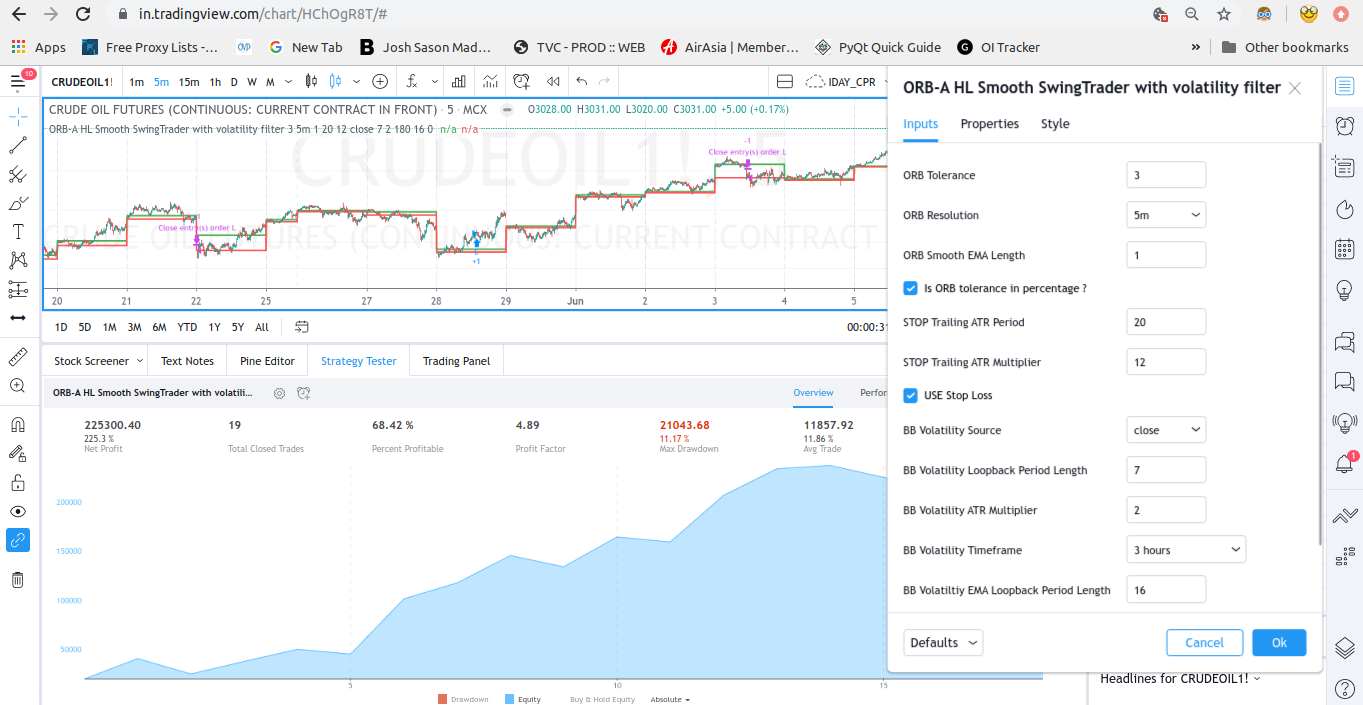 in.tradingview.com/chart/HChOgR8T/#
Apps Free Proxy Lists -... New Tab Josh Sason Mad... TVC - PROD :: WEB AirAsia | Member... PyQt Quick Guide OI Tracker » Other bookmarks
10 CRUDEOIL1! 1m 5m 15m 1h D W M IDAY_CPR
CRUDE OIL FUTURES (CONTINUOUS: CURRENT CONTRACT IN FRONT) · 5 · MCX O3028.00 H3031.00 L3020.00 C3031.00 +5.00 (+0.17%)
ORB-A HL Smooth SwingTrader with volatility filter 3 5m 1 20 12 close 7 2 180 16 0 n/a n/a
-1
Close entry(s) order L
Close entry(s) order L
+1
20 21 22 25 27 28 29 Jun 2 3 4 5
1D 5D 1M 3M 6M YTD 1Y 5Y All 00:00:31
Stock Screener Text Notes Pine Editor Strategy Tester Trading Panel
ORB-A HL Smooth SwingTrader with volatili... Overview Perfor
225300.40 19 68.42 % 4.89 21043.68 11857.92
225.3 % 11.17 % 11.86 %
Net Profit Total Closed Trades Percent Profitable Profit Factor Max Drawdown Avg Trade
200000
150000
100000
50000
5 10 15
Drawdown Equity Buy & Hold Equity Absolute
ORB-A HL Smooth SwingTrader with volatility filter
Inputs Properties Style
ORB Tolerance 3
ORB Resolution 5m
ORB Smooth EMA Length 1
Is ORB tolerance in percentage ?
STOP Trailing ATR Period 20
STOP Trailing ATR Multiplier 12
USE Stop Loss
BB Volatility Source close
BB Volatility Loopback Period Length 7
BB Volatility ATR Multiplier 2
BB Volatility Timeframe 3 hours
BB Volatiltiy EMA Loopback Period Length 16
Defaults Cancel Ok
1
Headlines for CRUDEOIL1!